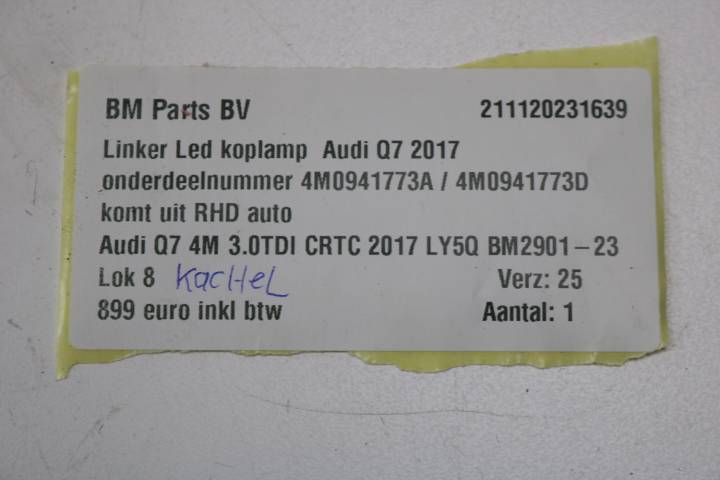 BM Parts BV 211120231639
Linker Led koplamp Audi Q7 2017
onderdeelnummer 4M0941773A / 4M0941773D
komt uit RHD auto
Audi Q7 4M 3.0TDI CRTC 2017 LY5Q BM2901-23
Lok 8 KacHeL Verz: 25
899 euro inkl btw Aantal: 1